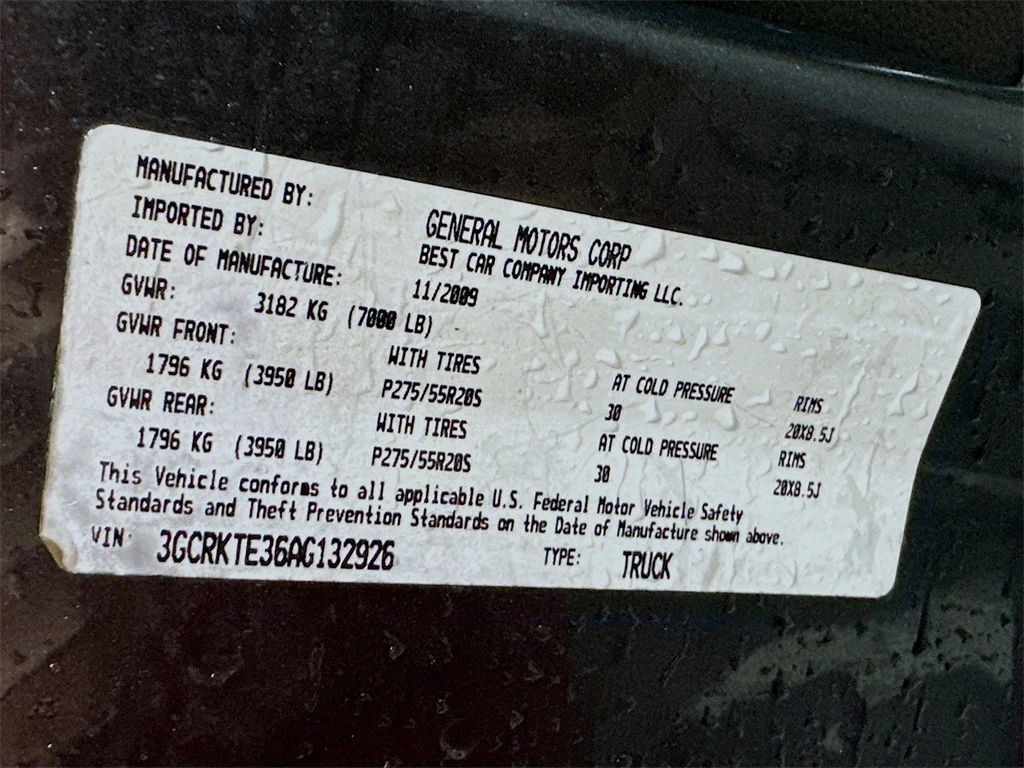 MANUFACTURED BY: GENERAL MOTORS CORP
IMPORTED BY: BEST CAR COMPANY IMPORTING LLC.
DATE OF MANUFACTURE: 11/2009
GVWR: 3182 KG (7000 LB)
GVWR FRONT: WITH TIRES AT COLD PRESSURE RIMS
1796 KG (3950 LB) P275/55R20S 30 20X8.5J
GVWR REAR: WITH TIRES AT COLD PRESSURE RIMS
1796 KG (3950 LB) P275/55R20S 30 20X8.5J
This Vehicle conforms to all applicable U.S. Federal Motor Vehicle Safety
Standards and Theft Prevention Standards on the Date of Manufacture shown above.
VIN: 3GCRKTE36AG132926 TYPE: TRUCK